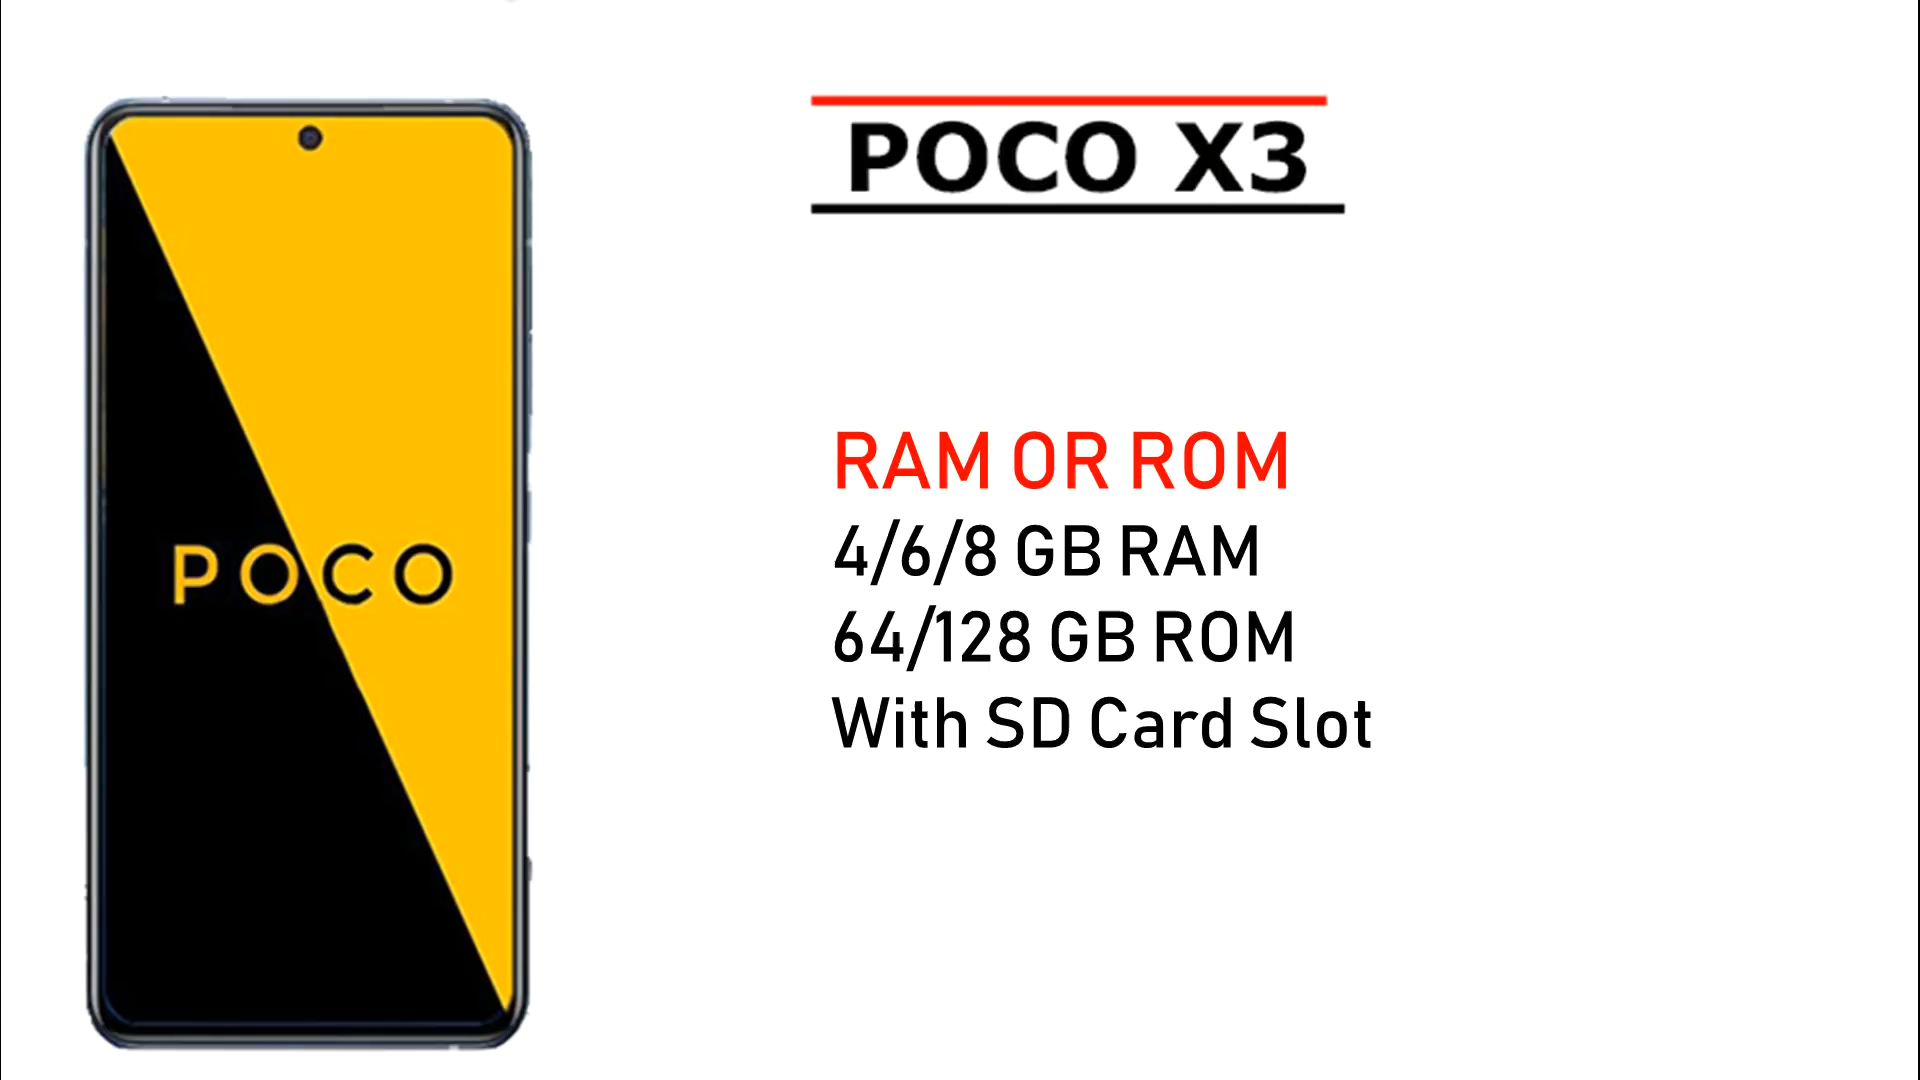 POCO X3
POCO
RAM OR ROM
4/6/8 GB RAM
64/128 GB ROM
With SD Card Slot